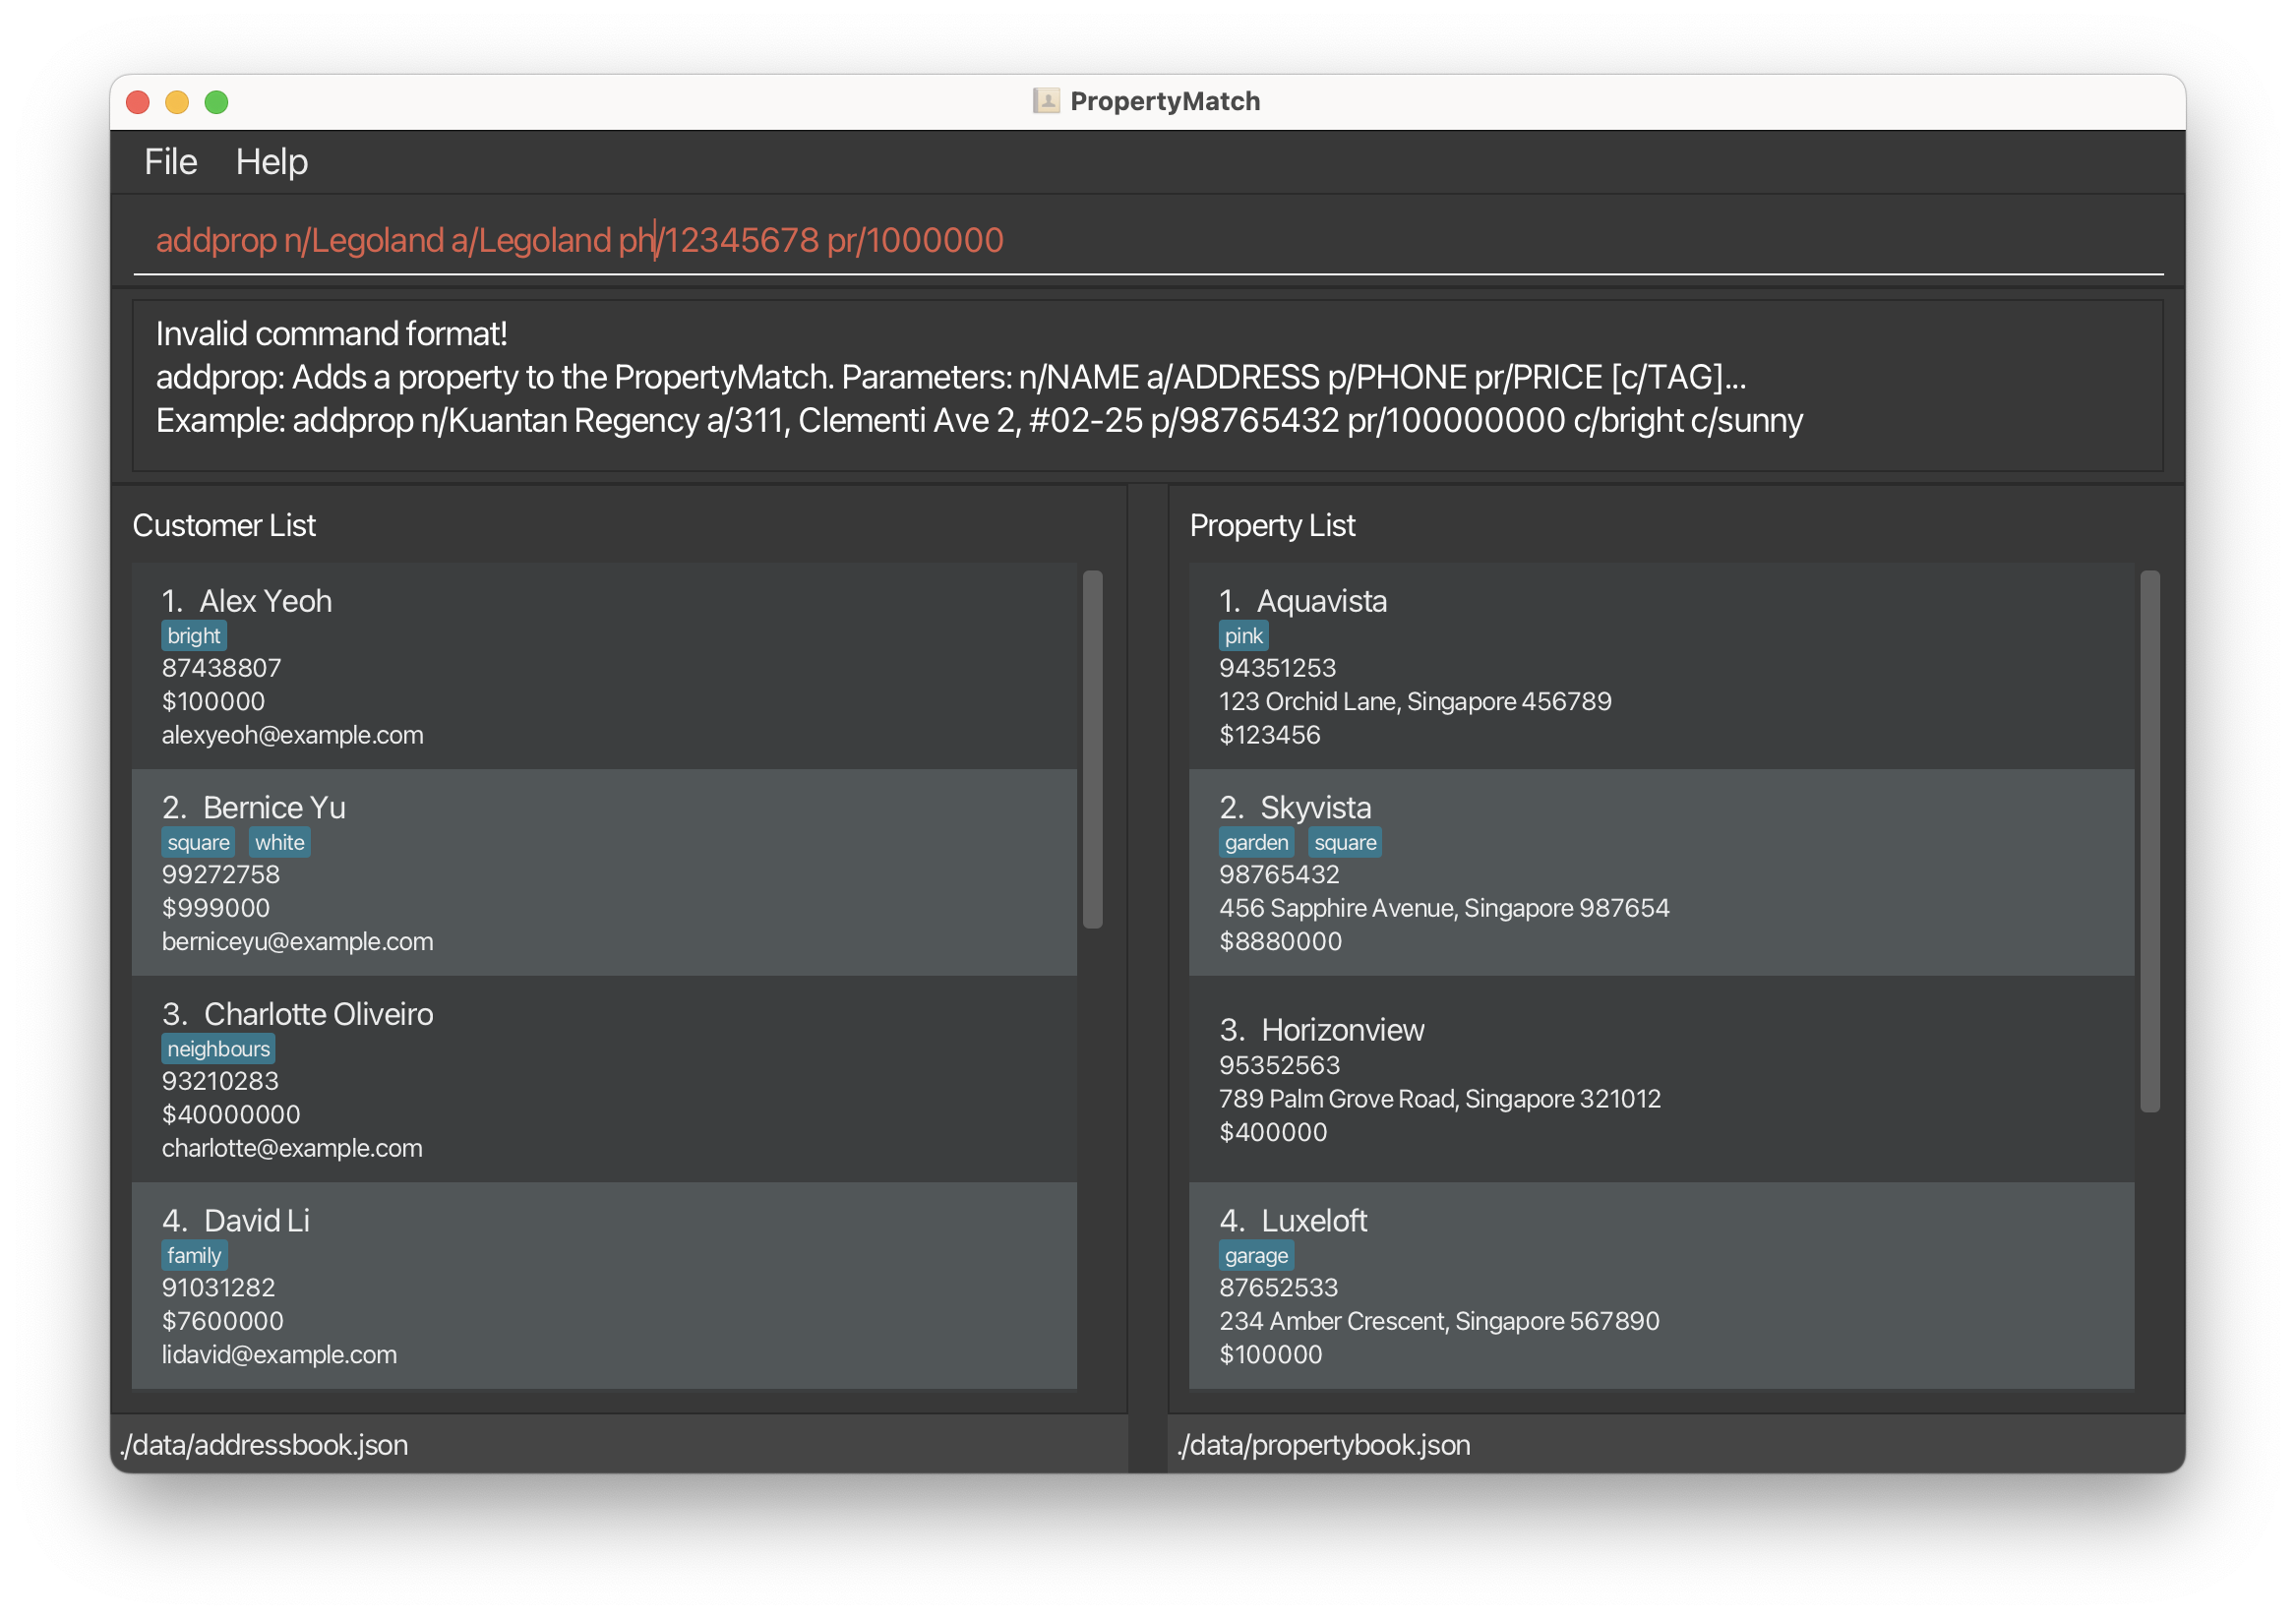 PropertyMatch
File Help
addprop n/Legoland a/Legoland ph/12345678 pr/1000000
Invalid command format!
addprop: Adds a property to the PropertyMatch. Parameters: n/NAME a/ADDRESS p/PHONE pr/PRICE [c/TAG]...
Example: addprop n/Kuantan Regency a/311, Clementi Ave 2, #02-25 p/98765432 pr/100000000 c/bright c/sunny
Customer List
1. Alex Yeoh
bright
87438807
$100000
alexyeoh@example.com
2. Bernice Yu
square white
99272758
$999000
berniceyu@example.com
3. Charlotte Oliveiro
neighbours
93210283
$40000000
charlotte@example.com
4. David Li
family
91031282
$7600000
lidavid@example.com
./data/addressbook.json
Property List
1. Aquavista
pink
94351253
123 Orchid Lane, Singapore 456789
$123456
2. Skyvista
garden square
98765432
456 Sapphire Avenue, Singapore 987654
$8880000
3. Horizonview
95352563
789 Palm Grove Road, Singapore 321012
$400000
4. Luxeloft
garage
87652533
234 Amber Crescent, Singapore 567890
$100000
./data/propertybook.json